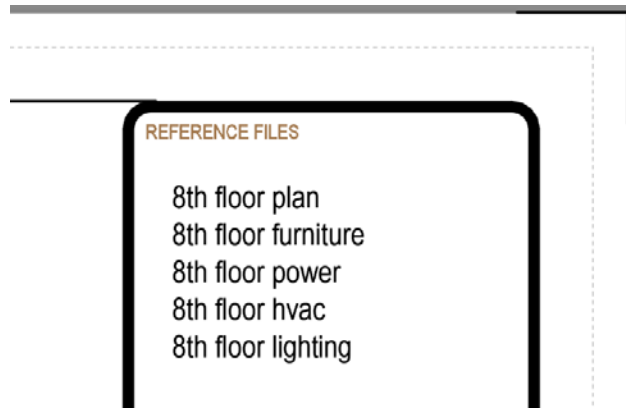 REFERENCE FILES
8th floor plan
8th floor furniture
8th floor power
8th floor hvac
8th floor lighting